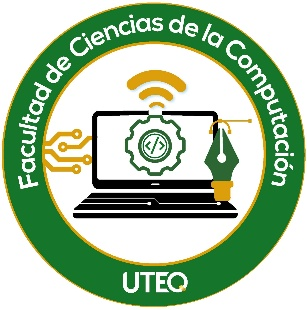 Facultad de Ciencias de la Computación
</>
UTEQ